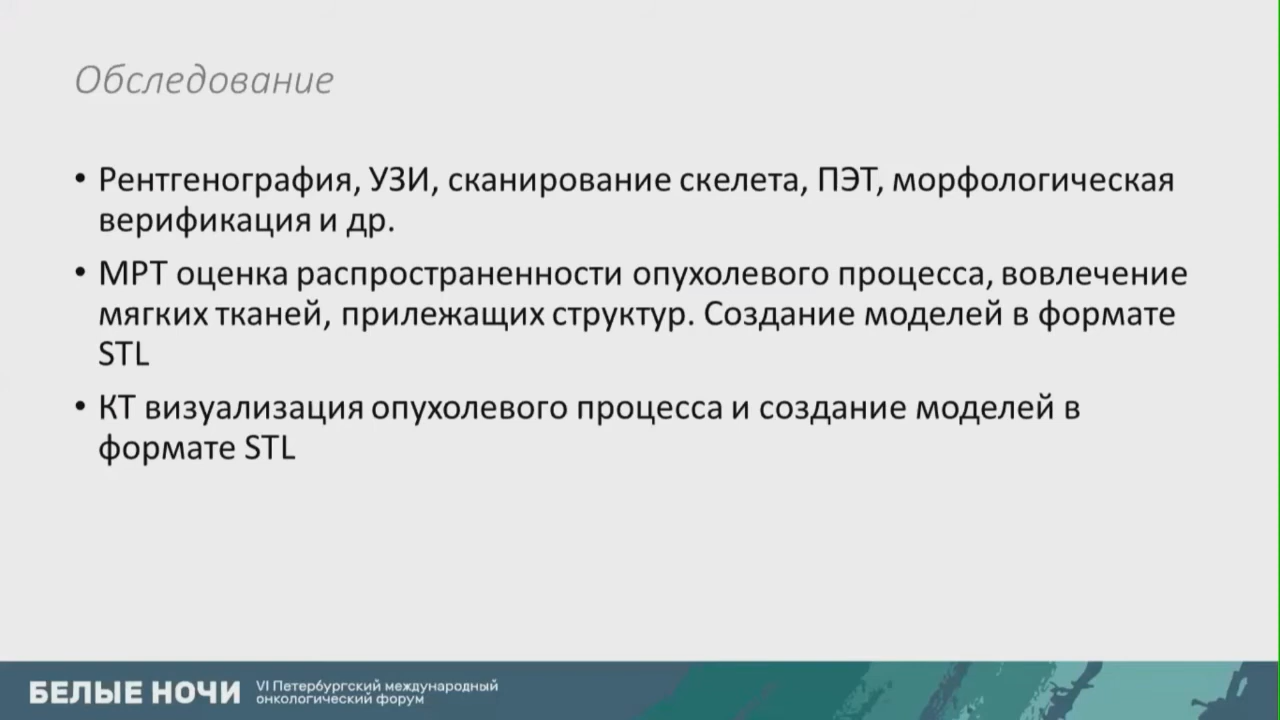 Обследование
• Рентгенография, УЗИ, сканирование скелета, ПЭТ, морфологическая
верификация и др.
• МРТ оценка распространенности опухолевого процесса, вовлечение
мягких тканей, прилежащих структур. Создание моделей в формате
STL
• КТ визуализация опухолевого процесса и создание моделей в
формате STL
БЕЛЫЕ НОЧИ
VI Петербургский международный
онкологический форум